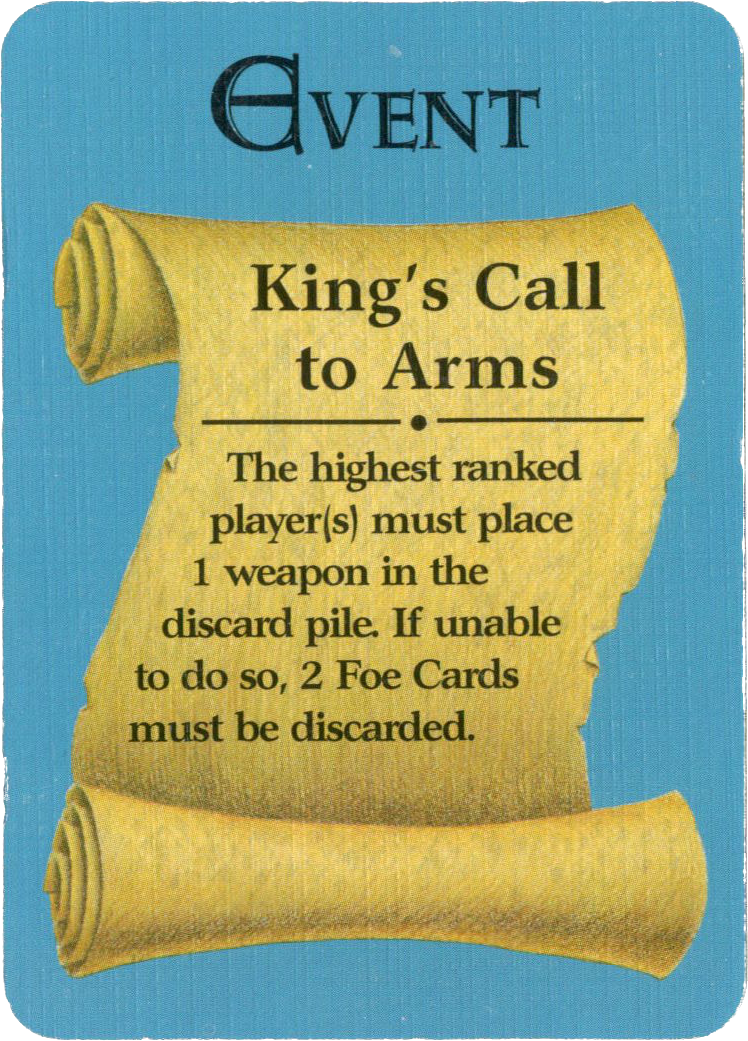 Event
King's Call
to Arms
The highest ranked
player(s) must place
1 weapon in the
discard pile. If unable
to do so, 2 Foe Cards
must be discarded.